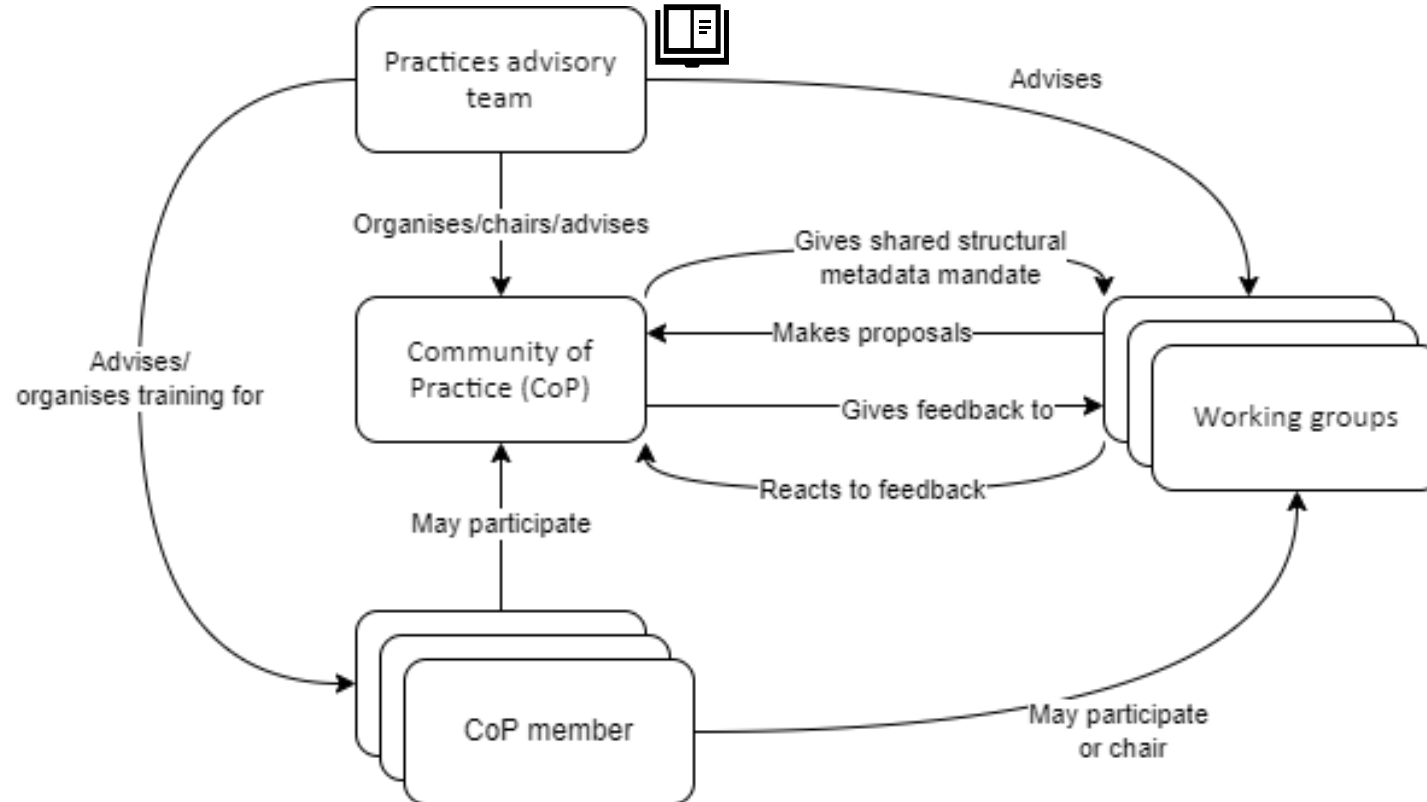 Practices advisory
team
Advises
Organises/chairs/advises
Gives shared structural
metadata mandate
Makes proposals
Advises/
organises training for
Community of
Practice (CoP)
Gives feedback to
Working groups
Reacts to feedback
May participate
CoP member
May participate
or chair